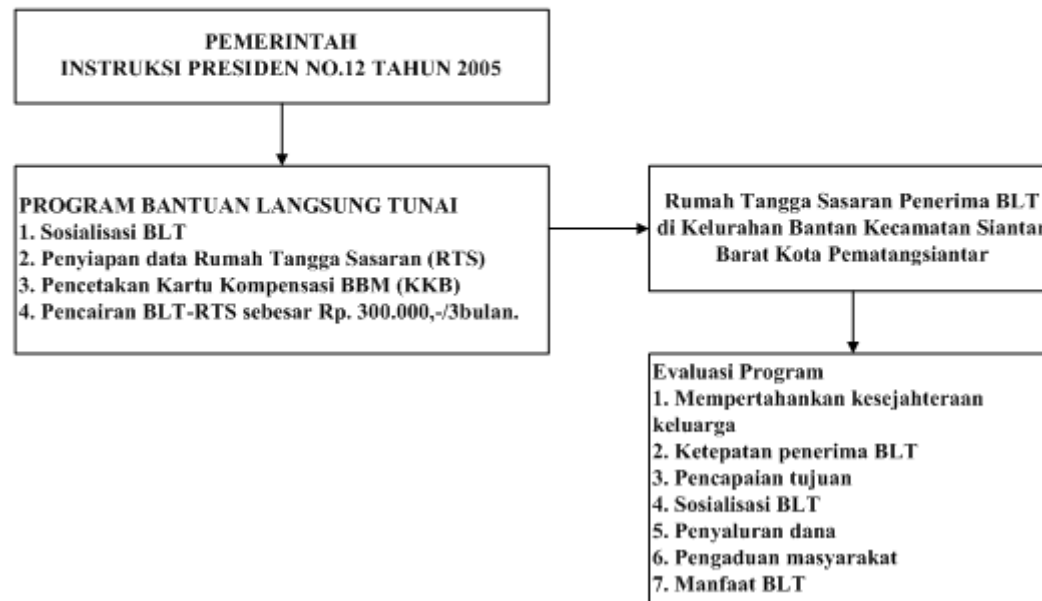 PEMERINTAH
INSTRUKSI PRESIDEN NO.12 TAHUN 2005
PROGRAM BANTUAN LANGSUNG TUNAI
1. Sosialisasi BLT
2. Penyiapan data Rumah Tangga Sasaran (RTS)
3. Pencetakan Kartu Kompensasi BBM (KKB)
4. Pencairan BLT-RTS sebesar Rp. 300.000,-/3bulan.
Rumah Tangga Sasaran Penerima BLT
di Kelurahan Bantan Kecamatan Siantar
Barat Kota Pematangsiantar
Evaluasi Program
1. Mempertahankan kesejahteraan
keluarga
2. Ketepatan penerima BLT
3. Pencapaian tujuan
4. Sosialisasi BLT
5. Penyaluran dana
6. Pengaduan masyarakat
7. Manfaat BLT